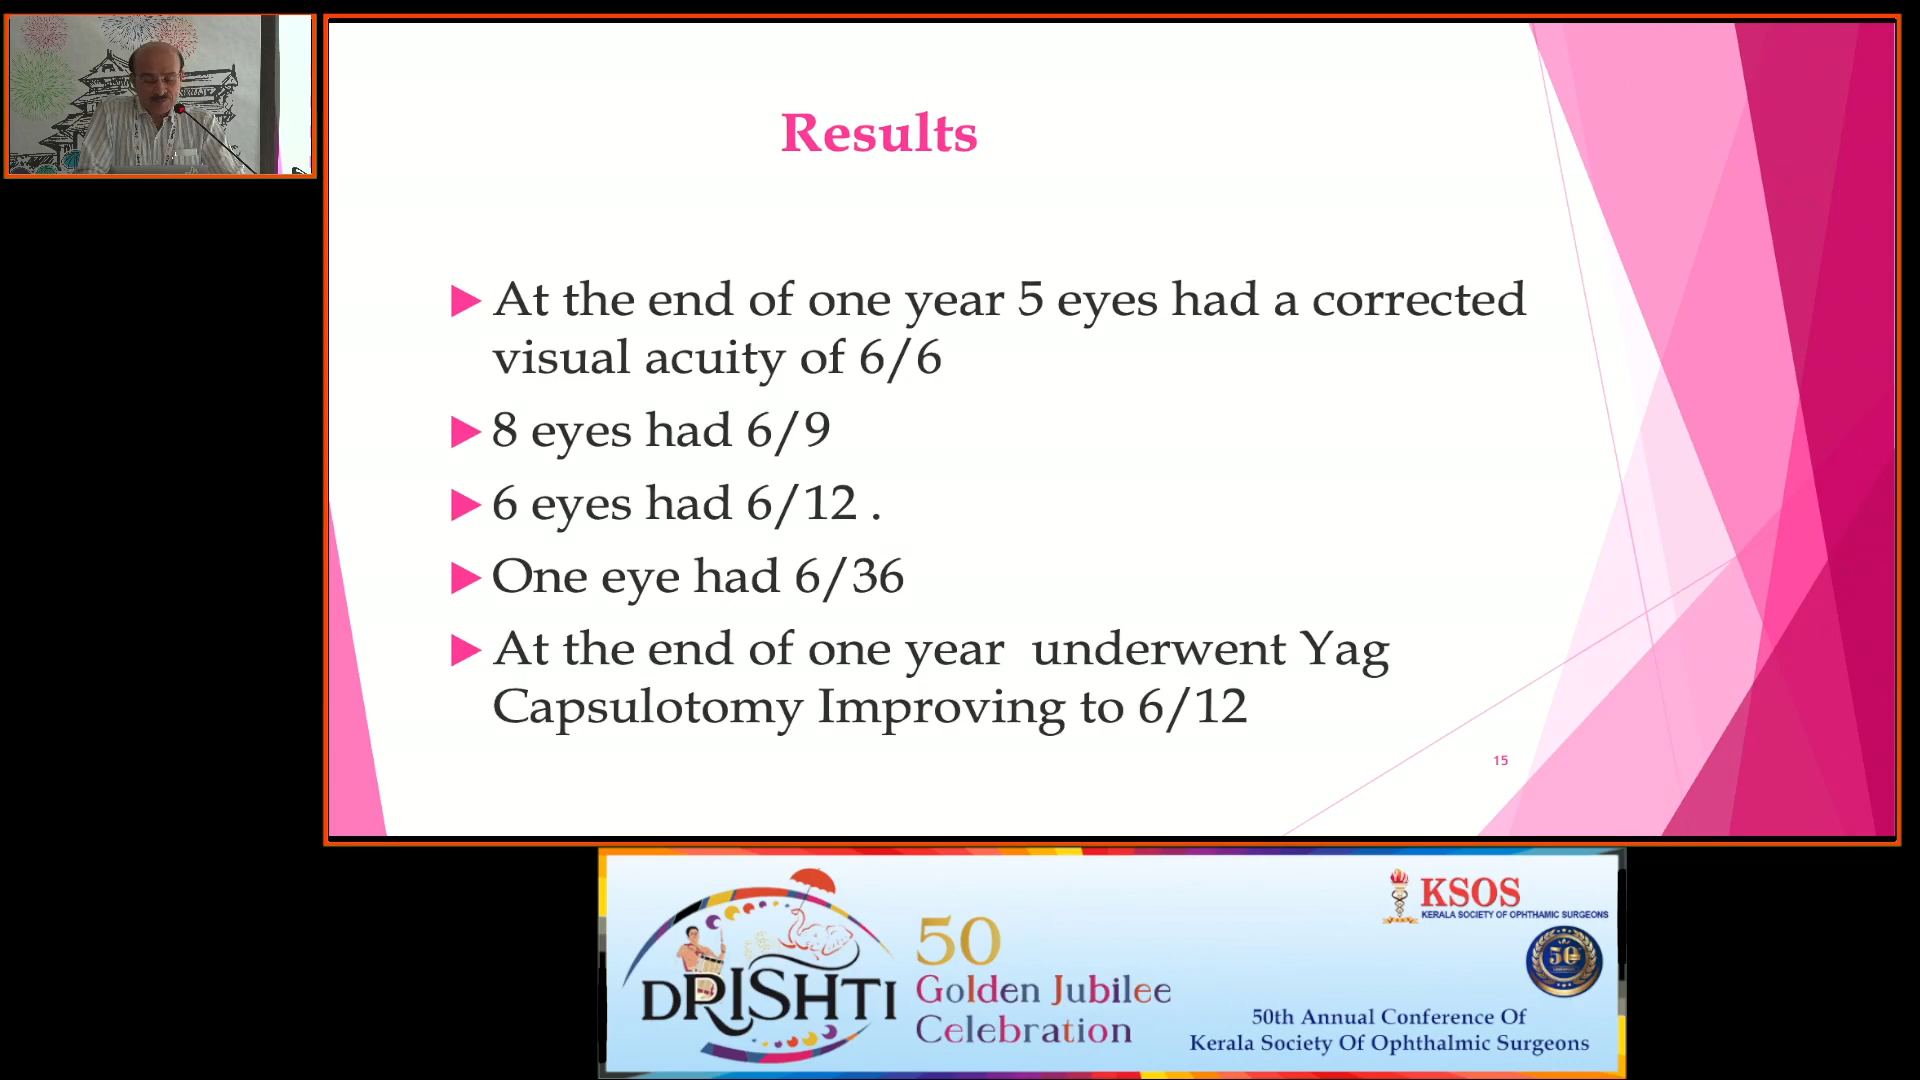 Results
At the end of one year 5 eyes had a corrected
visual acuity of 6/6
8 eyes had 6/9
6 eyes had 6/12 .
One eye had 6/36
At the end of one year underwent Yag
Capsulotomy Improving to 6/12
15
DRISHTI
50
Golden Jubilee
Celebration
KSOS
KERALA SOCIETY OF OPHTHAMIC SURGEONS
50
50th Annual Conference Of
Kerala Society Of Ophthalmic Surgeons